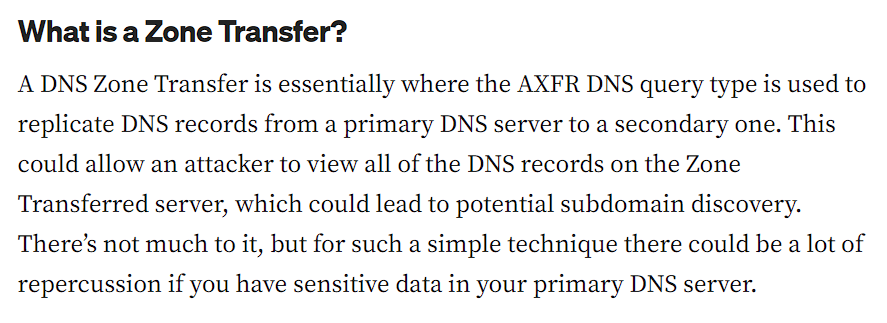 What is a Zone Transfer?
A DNS Zone Transfer is essentially where the AXFR DNS query type is used to
replicate DNS records from a primary DNS server to a secondary one. This
could allow an attacker to view all of the DNS records on the Zone
Transferred server, which could lead to potential subdomain discovery.
There’s not much to it, but for such a simple technique there could be a lot of
repercussion if you have sensitive data in your primary DNS server.